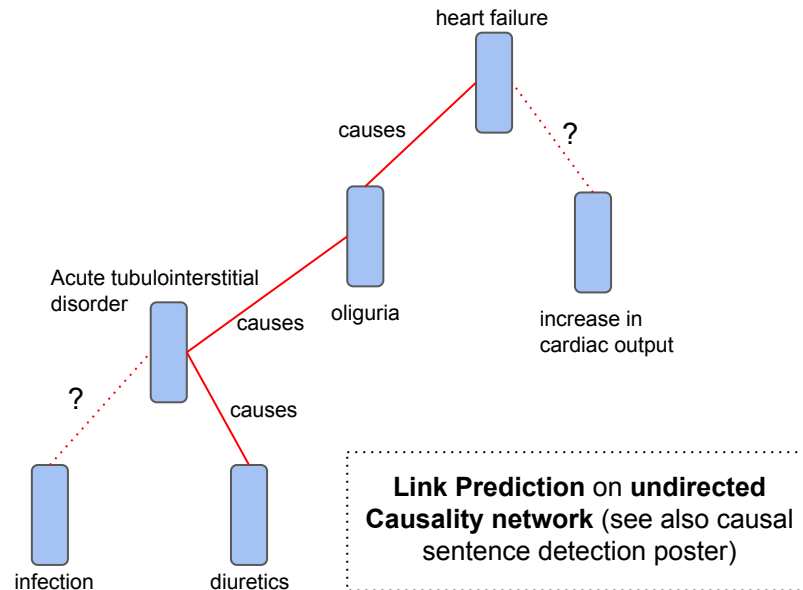 heart failure
causes
?
Acute tubulointerstitial
disorder
oliguria
increase in
cardiac output
causes
?
causes
infection
diuretics
Link Prediction on undirected
Causality network (see also causal
sentence detection poster)